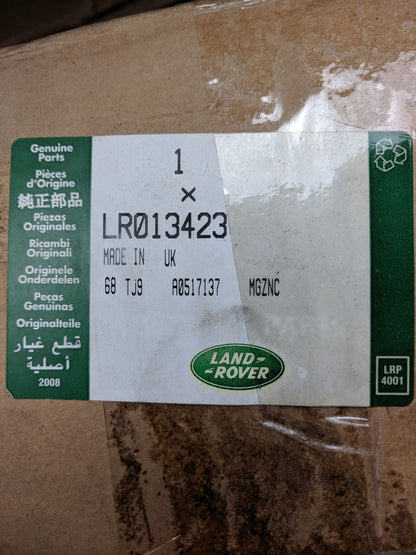 Genuine
Parts
Pièces
d'Origine
純正部品
Piezas
Originales
Ricambi
Originali
Originele
Onderdelen
Peças
Genuinas
Originalteile
قطع غيار
أصلية
2008
1
×
LR013423
MADE IN UK
68 TJ9 A0517137 MGZNC
LAND-
-ROVER
LRP
4001